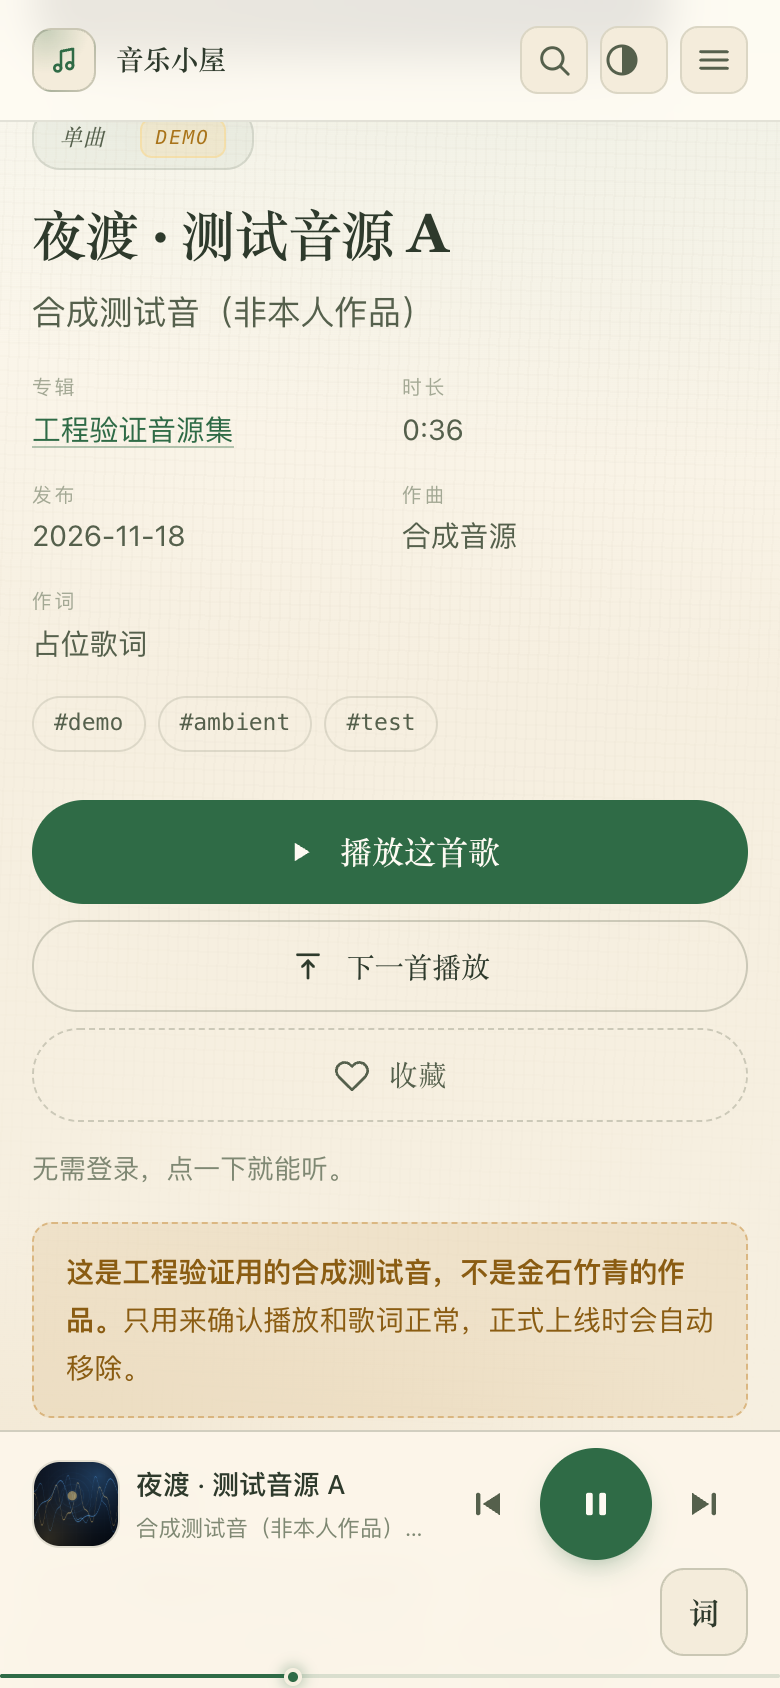 音乐小屋
单曲 DEMO
夜渡 · 测试音源 A
合成测试音（非本人作品）
专辑 时长
工程验证音源集 0:36
发布 作曲
2026-11-18 合成音源
作词
占位歌词
#demo #ambient #test
播放这首歌
下一首播放
收藏
无需登录，点一下就能听。
这是工程验证用的合成测试音，不是金石竹青的作
品。只用来确认播放和歌词正常，正式上线时会自动
移除。
夜渡 · 测试音源 A
合成测试音（非本人作品）...
词